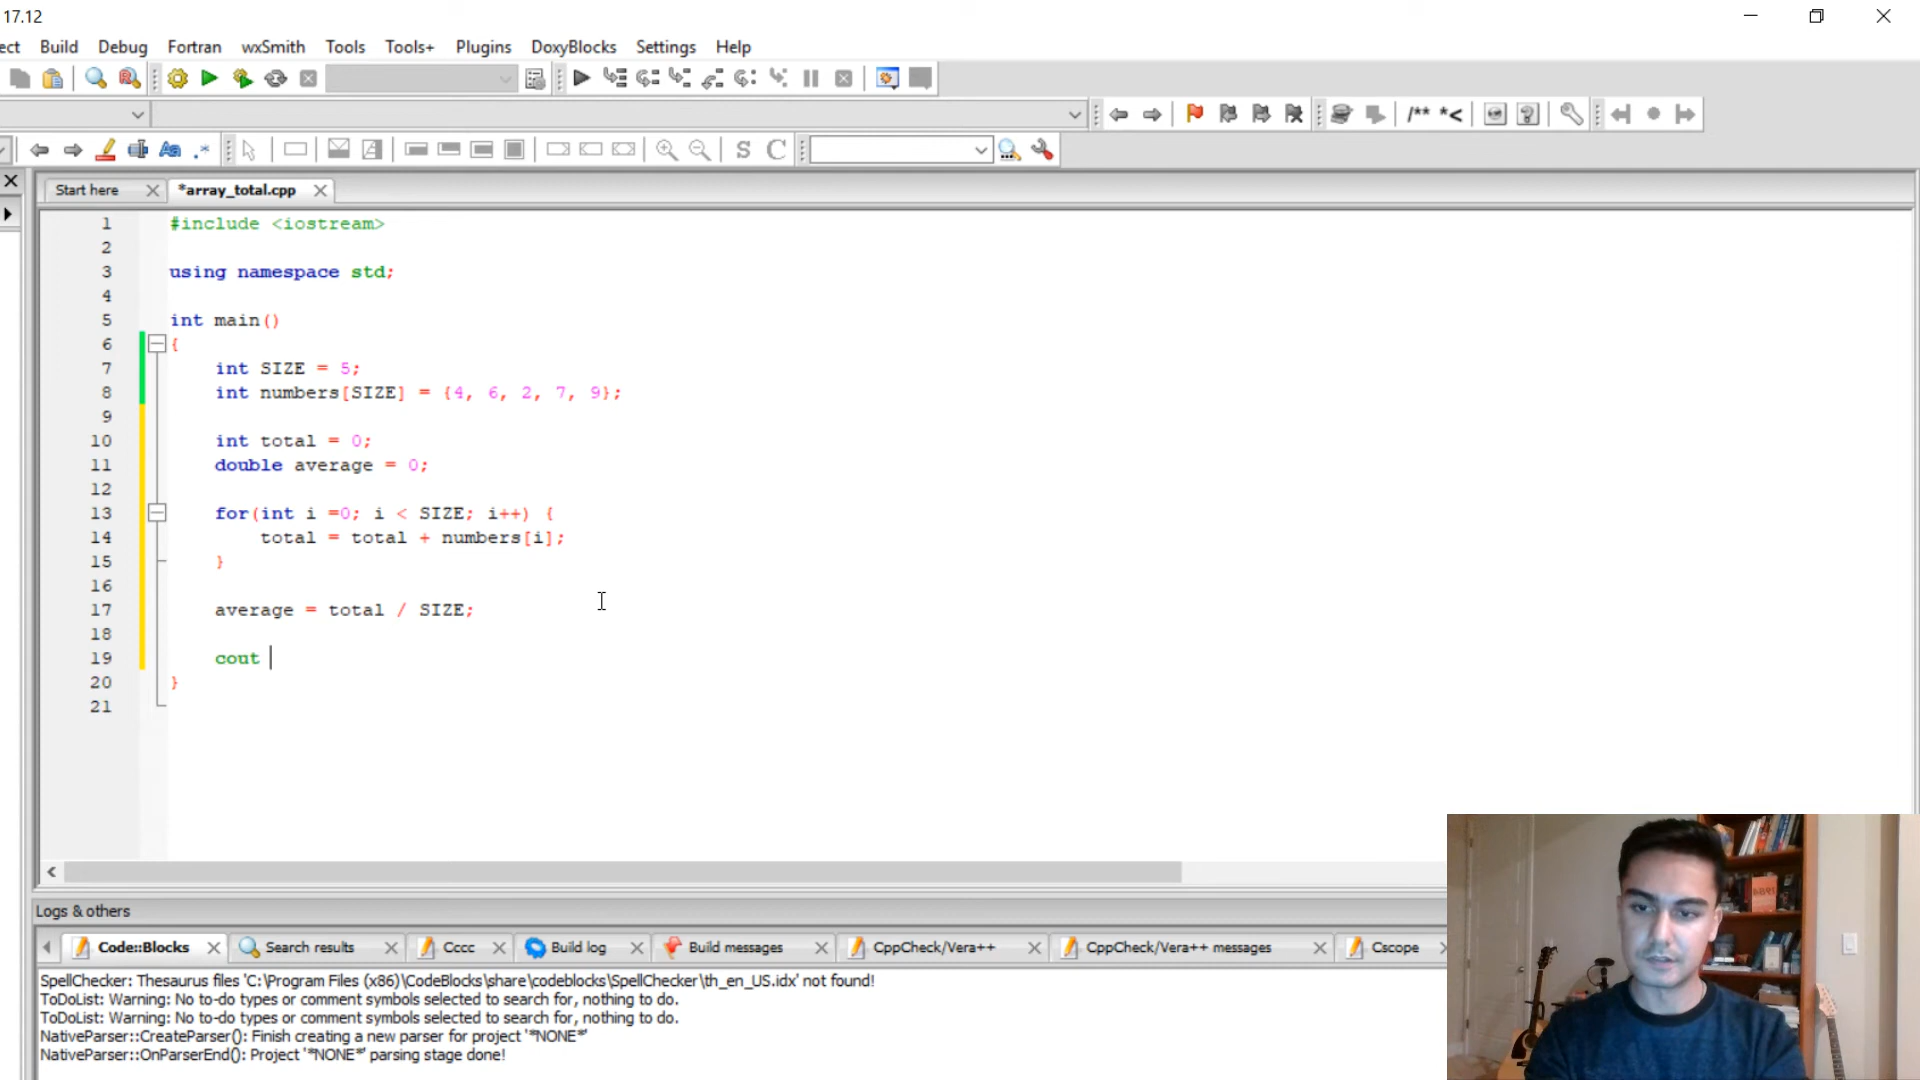 17.12
ect Build Debug Fortran wxSmith Tools Tools+ Plugins DoxyBlocks Settings Help
/** *<
Aa .* S C
Start here *array_total.cpp
1 #include <iostream>
2
3 using namespace std;
4
5 int main()
6 {
7 int SIZE = 5;
8 int numbers[SIZE] = {4, 6, 2, 7, 9};
9
10 int total = 0;
11 double average = 0;
12
13 for(int i =0; i < SIZE; i++) {
14 total = total + numbers[i];
15 }
16
17 average = total / SIZE;
18
19 cout
20 }
21
Logs & others
Code::Blocks Search results Cccc Build log Build messages CppCheck/Vera++ CppCheck/Vera++ messages Cscope
SpellChecker: Thesaurus files 'C:\Program Files (x86)\CodeBlocks\share\codeblocks\SpellChecker\th_en_US.idx' not found!
ToDoList: Warning: No to-do types or comment symbols selected to search for, nothing to do.
ToDoList: Warning: No to-do types or comment symbols selected to search for, nothing to do.
NativeParser::CreateParser(): Finish creating a new parser for project '*NONE*'
NativeParser::OnParserEnd(): Project '*NONE*' parsing stage done!
1984